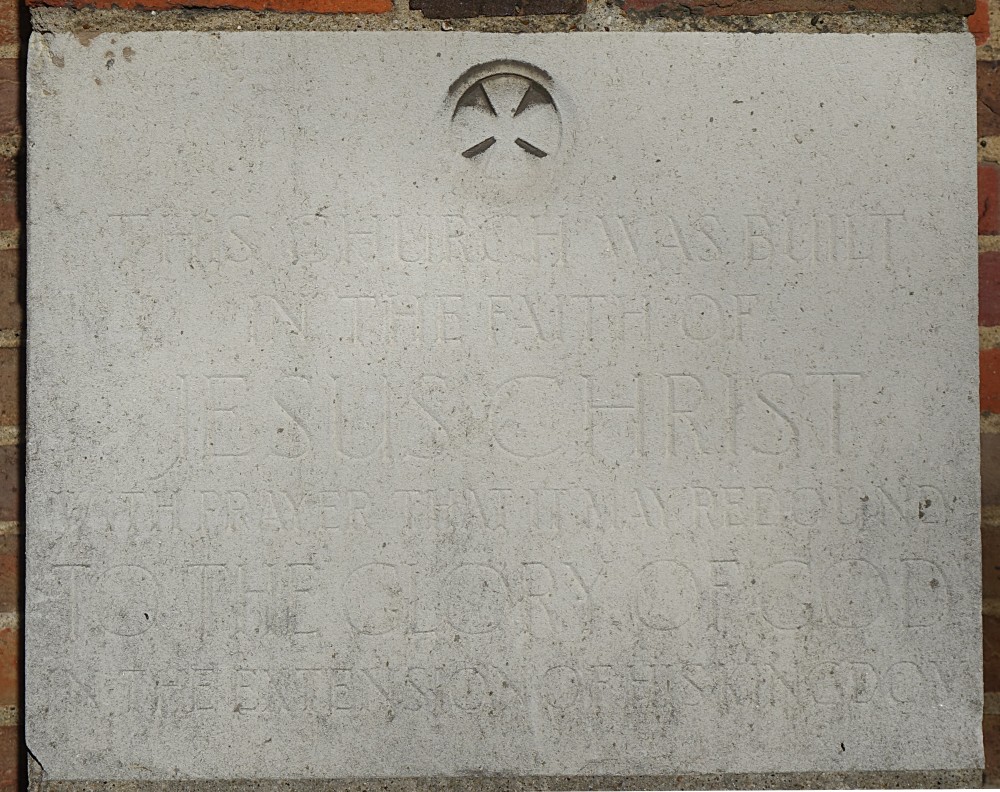 THIS CHURCH WAS BUILT
IN THE FAITH OF
JESUS CHRIST
WITH PRAYER THAT IT MAY REDOUND
TO THE GLORY OF GOD
IN THE EXTENSION OF HIS KINGDOM